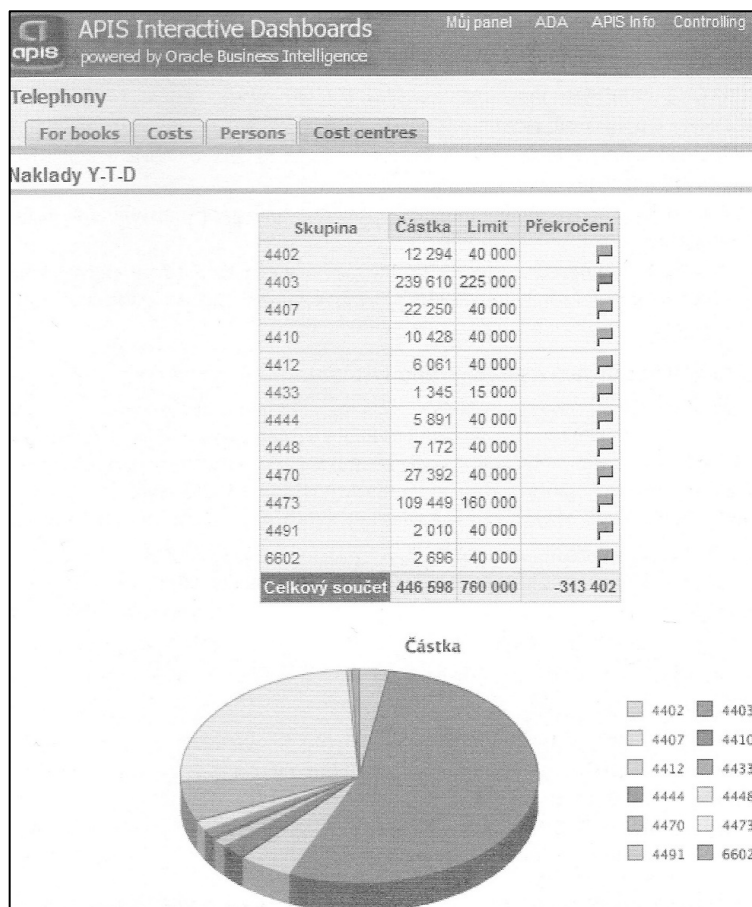 apis
APIS Interactive Dashboards
powered by Oracle Business Intelligence
Můj panel ADA APIS Info Controlling
Telephony
For books Costs Persons Cost centres
Naklady Y-T-D
Skupina Částka Limit Překročení
4402 12 294 40 000
4403 239 610 225 000
4407 22 250 40 000
4410 10 428 40 000
4412 6 061 40 000
4433 1 345 15 000
4444 5 891 40 000
4448 7 172 40 000
4470 27 392 40 000
4473 109 449 160 000
4491 2 010 40 000
6602 2 696 40 000
Celkový součet 446 598 760 000 -313 402
Částka
4402 4403
4407 4410
4412 4433
4444 4448
4470 4473
4491 6602